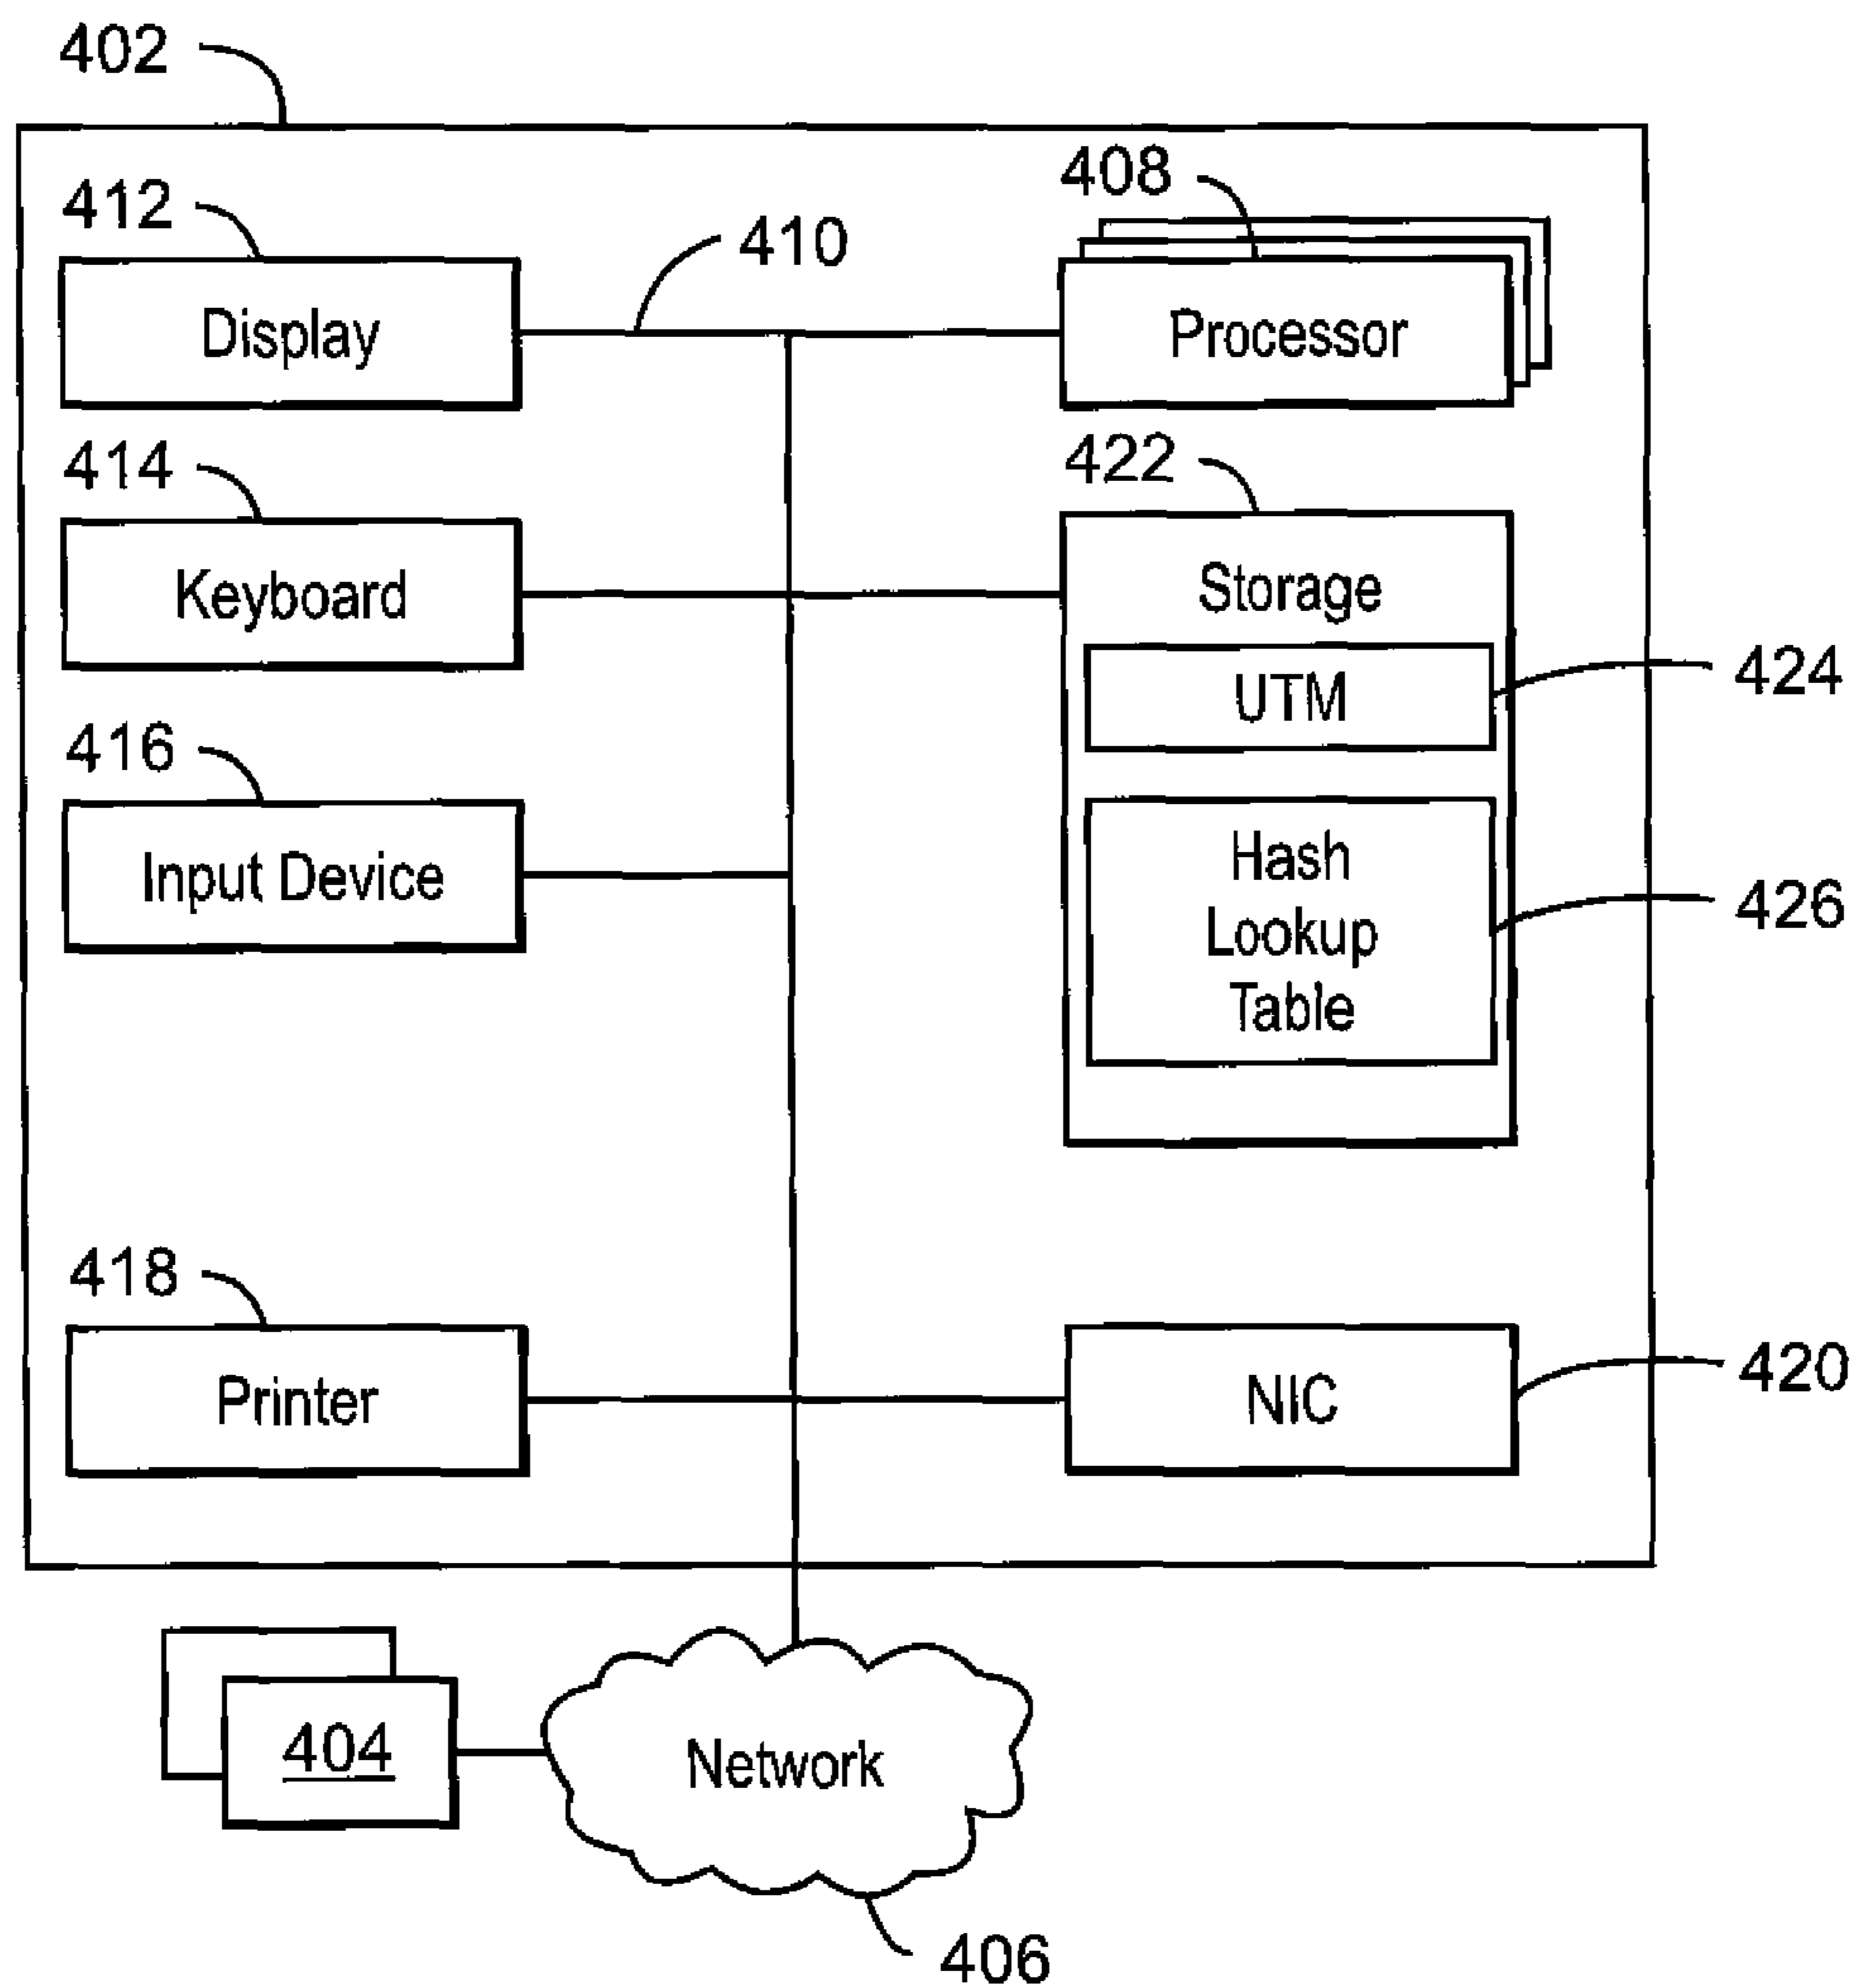 402
412
410
408
Display
Processor
414
422
Keyboard
Storage
UTM
424
416
Input Device
Hash
Lookup
Table
426
418
Printer
NIC
420
404
Network
406